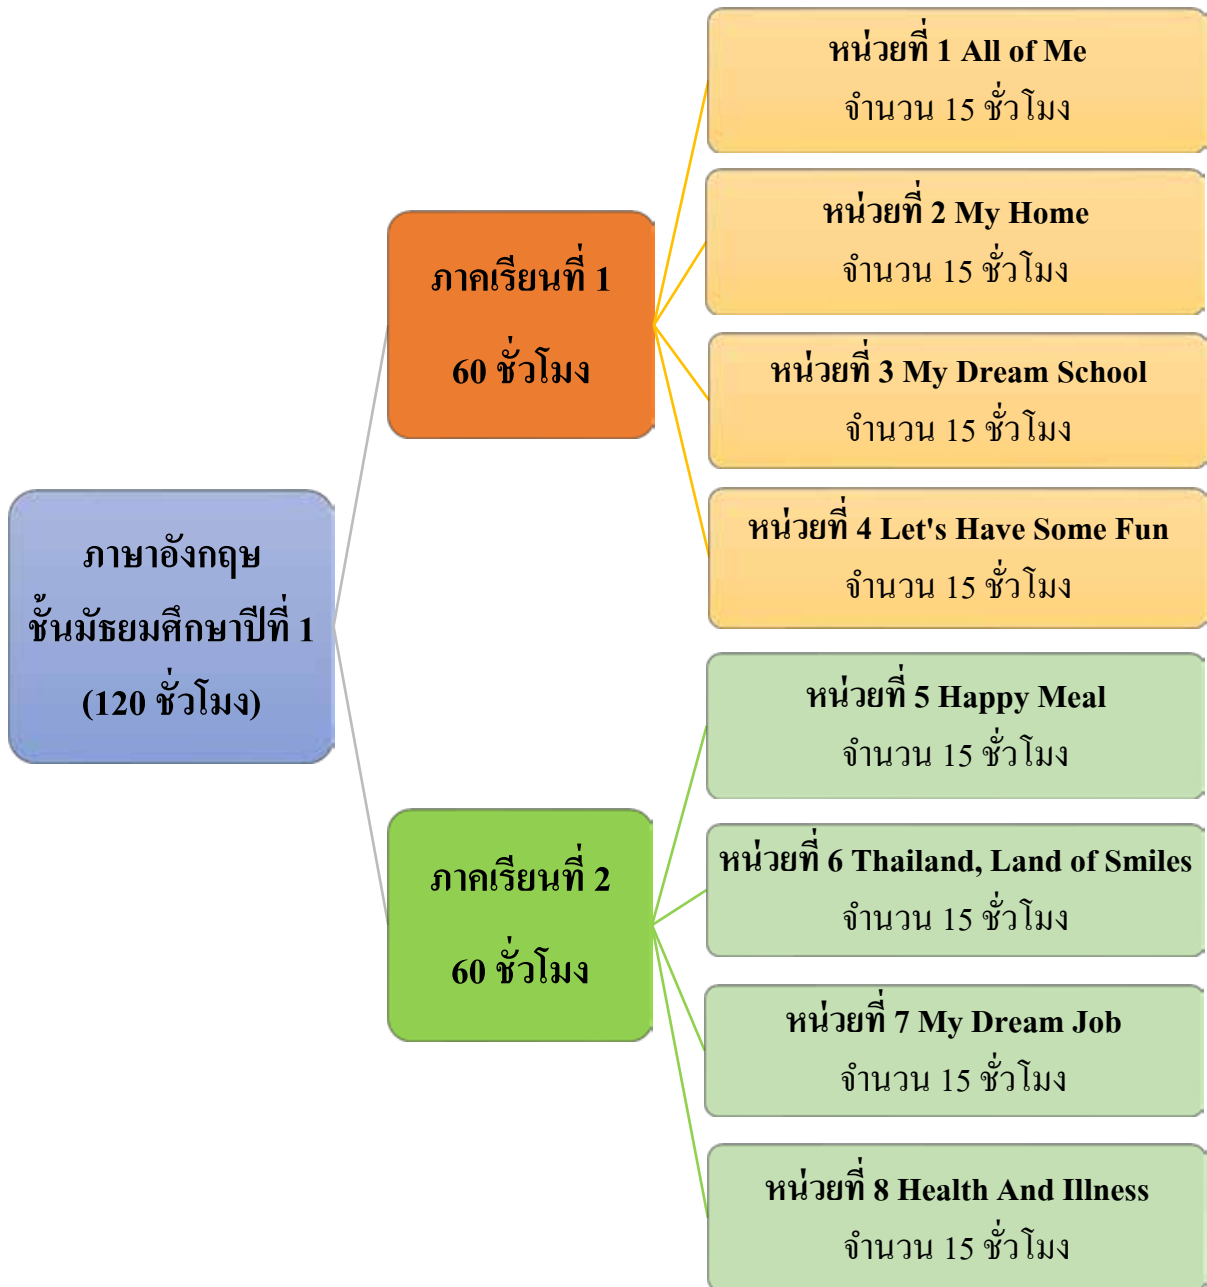 ภาษาอังกฤษ
ชั้นมัธยมศึกษาปีที่ 1
(120 ชั่วโมง)
ภาคเรียนที่ 1
60 ชั่วโมง
หน่วยที่ 1 All of Me
จำนวน 15 ชั่วโมง
หน่วยที่ 2 My Home
จำนวน 15 ชั่วโมง
หน่วยที่ 3 My Dream School
จำนวน 15 ชั่วโมง
หน่วยที่ 4 Let's Have Some Fun
จำนวน 15 ชั่วโมง
ภาคเรียนที่ 2
60 ชั่วโมง
หน่วยที่ 5 Happy Meal
จำนวน 15 ชั่วโมง
หน่วยที่ 6 Thailand, Land of Smiles
จำนวน 15 ชั่วโมง
หน่วยที่ 7 My Dream Job
จำนวน 15 ชั่วโมง
หน่วยที่ 8 Health And Illness
จำนวน 15 ชั่วโมง